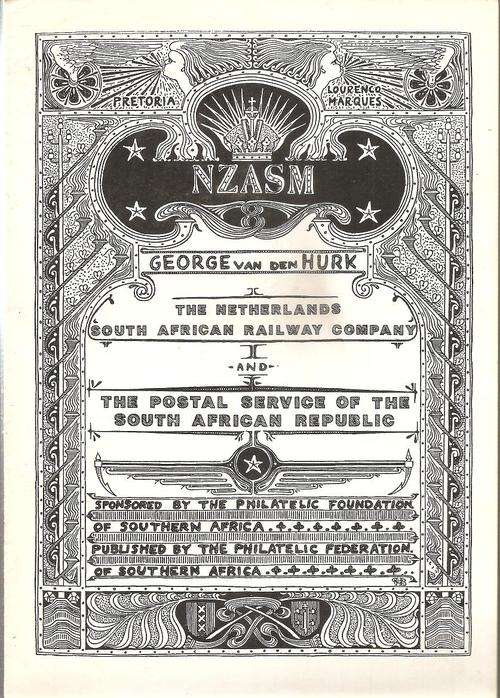 PRETORIA
LOURENÇO
MARQUES
NZASM
8
GEORGE VAN DEN HURK
THE NETHERLANDS
SOUTH AFRICAN RAILWAY COMPANY
-AND-
THE POSTAL SERVICE OF THE
SOUTH AFRICAN REPUBLIC
SPONSORED BY THE PHILATELIC FOUNDATION
OF SOUTHERN AFRICA
PUBLISHED BY THE PHILATELIC FEDERATION.
OF SOUTHERN AFRICA